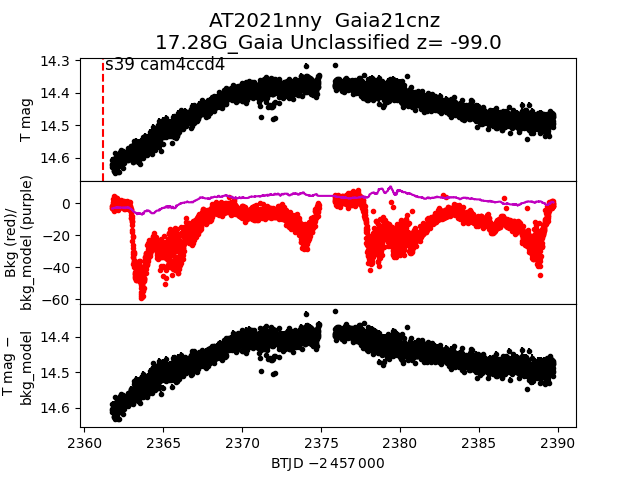 AT2021nny  Gaia21cnz
17.28G_Gaia Unclassified z= -99.0
s39 cam4ccd4
14.3
14.4
14.5
14.6
T mag
0
−20
−40
−60
Bkg (red)/
bkg_model (purple)
14.4
14.5
14.6
T mag −
bkg_model
2360 2365 2370 2375 2380 2385 2390
BTJD −2 457 000